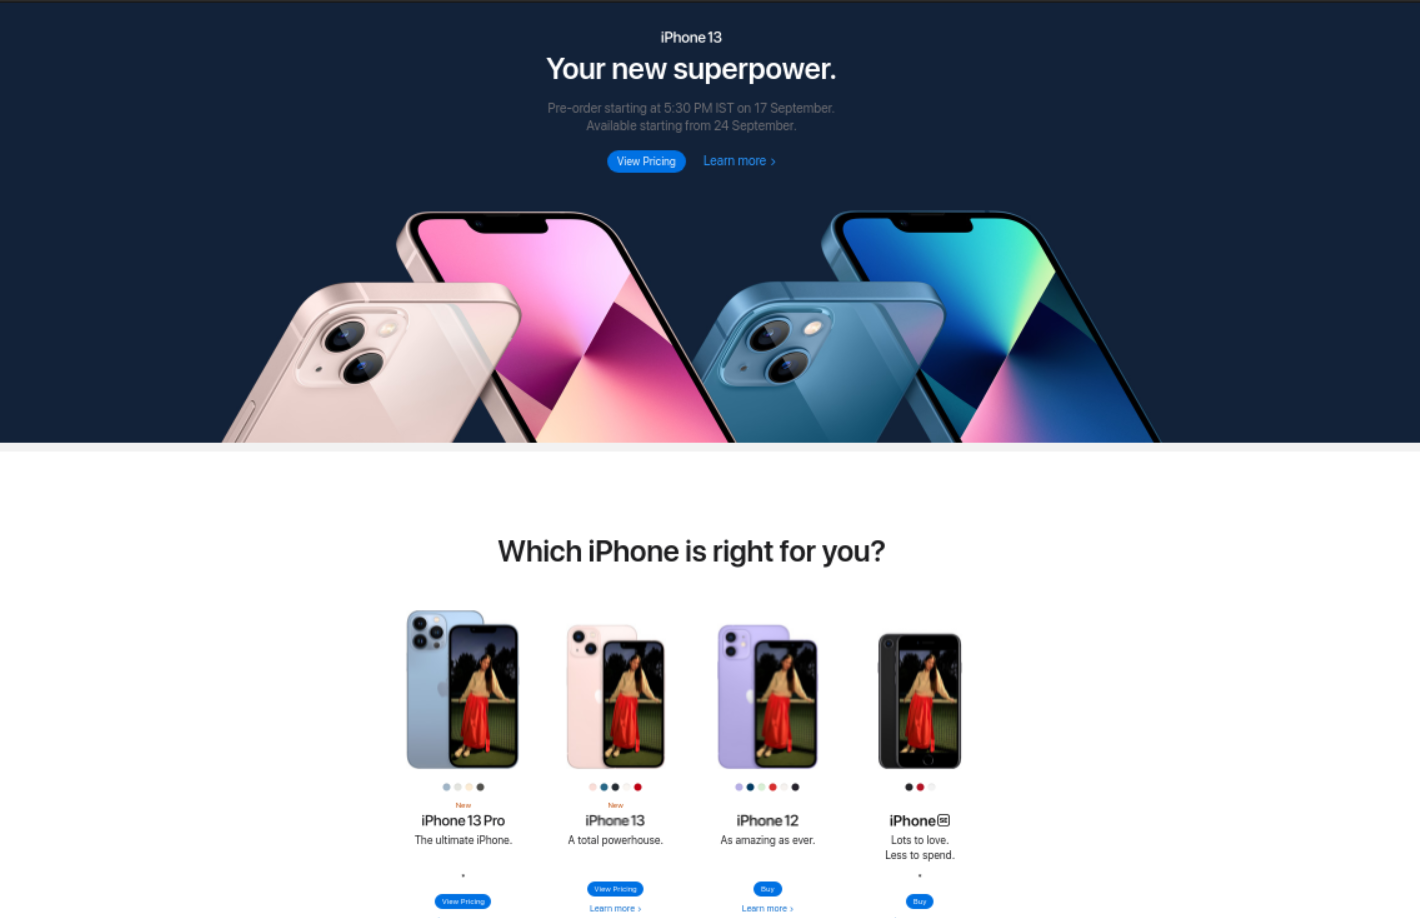 iPhone 13
Your new superpower.
Pre-order starting at 5:30 PM IST on 17 September.
Available starting from 24 September.
View Pricing
Learn more ›
Which iPhone is right for you?
New
iPhone 13 Pro
The ultimate iPhone.
View Pricing
New
iPhone 13
A total powerhouse.
View Pricing
Learn more ›
iPhone 12
As amazing as ever.
Buy
Learn more ›
iPhone SE
Lots to love.
Less to spend.
Buy